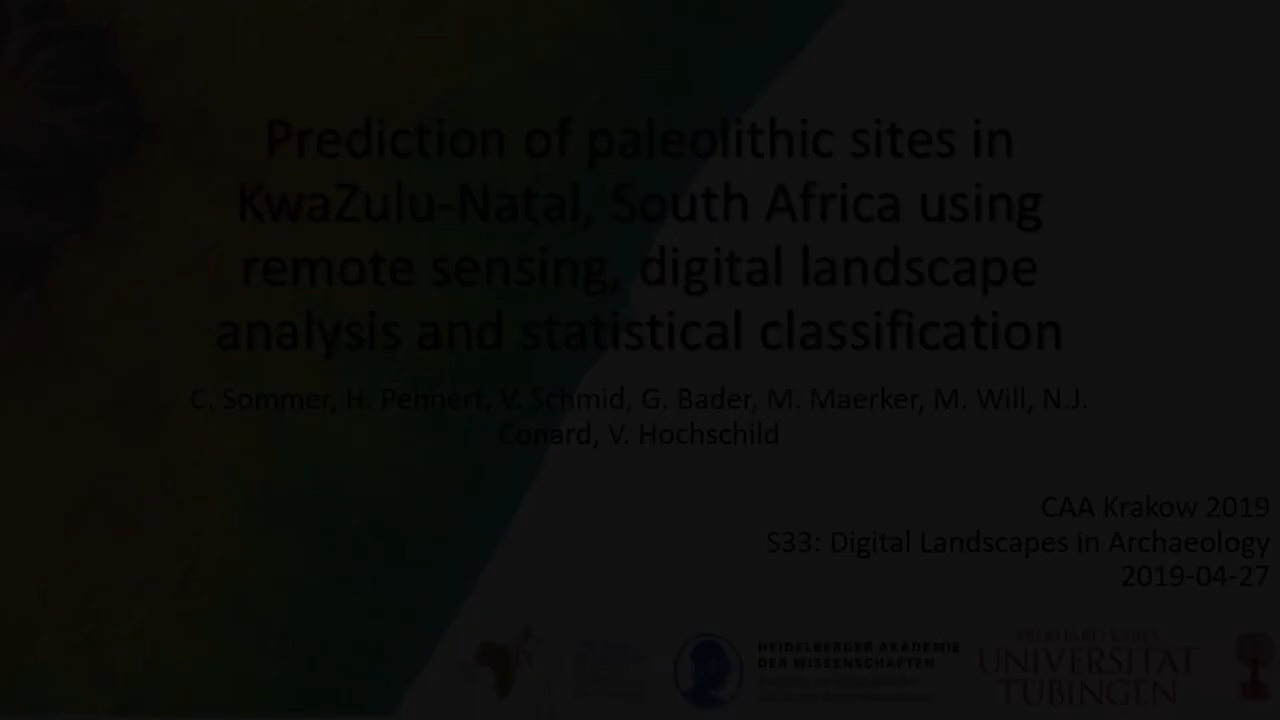 Prediction of paleolithic sites in
KwaZulu-Natal, South Africa using
remote sensing, digital landscape
analysis and statistical classification
C. Sommer, H. Pehnert, V. Schmid, G. Bader, M. Maerker, M. Will, N.J.
Conard, V. Hochschild
CAA Krakow 2019
S33: Digital Landscapes in Archaeology
2019-04-27
HEIDELBERGER AKADEMIE
DER WISSENSCHAFTEN
EBERHARD KARLS
UNIVERSITÄT
TÜBINGEN